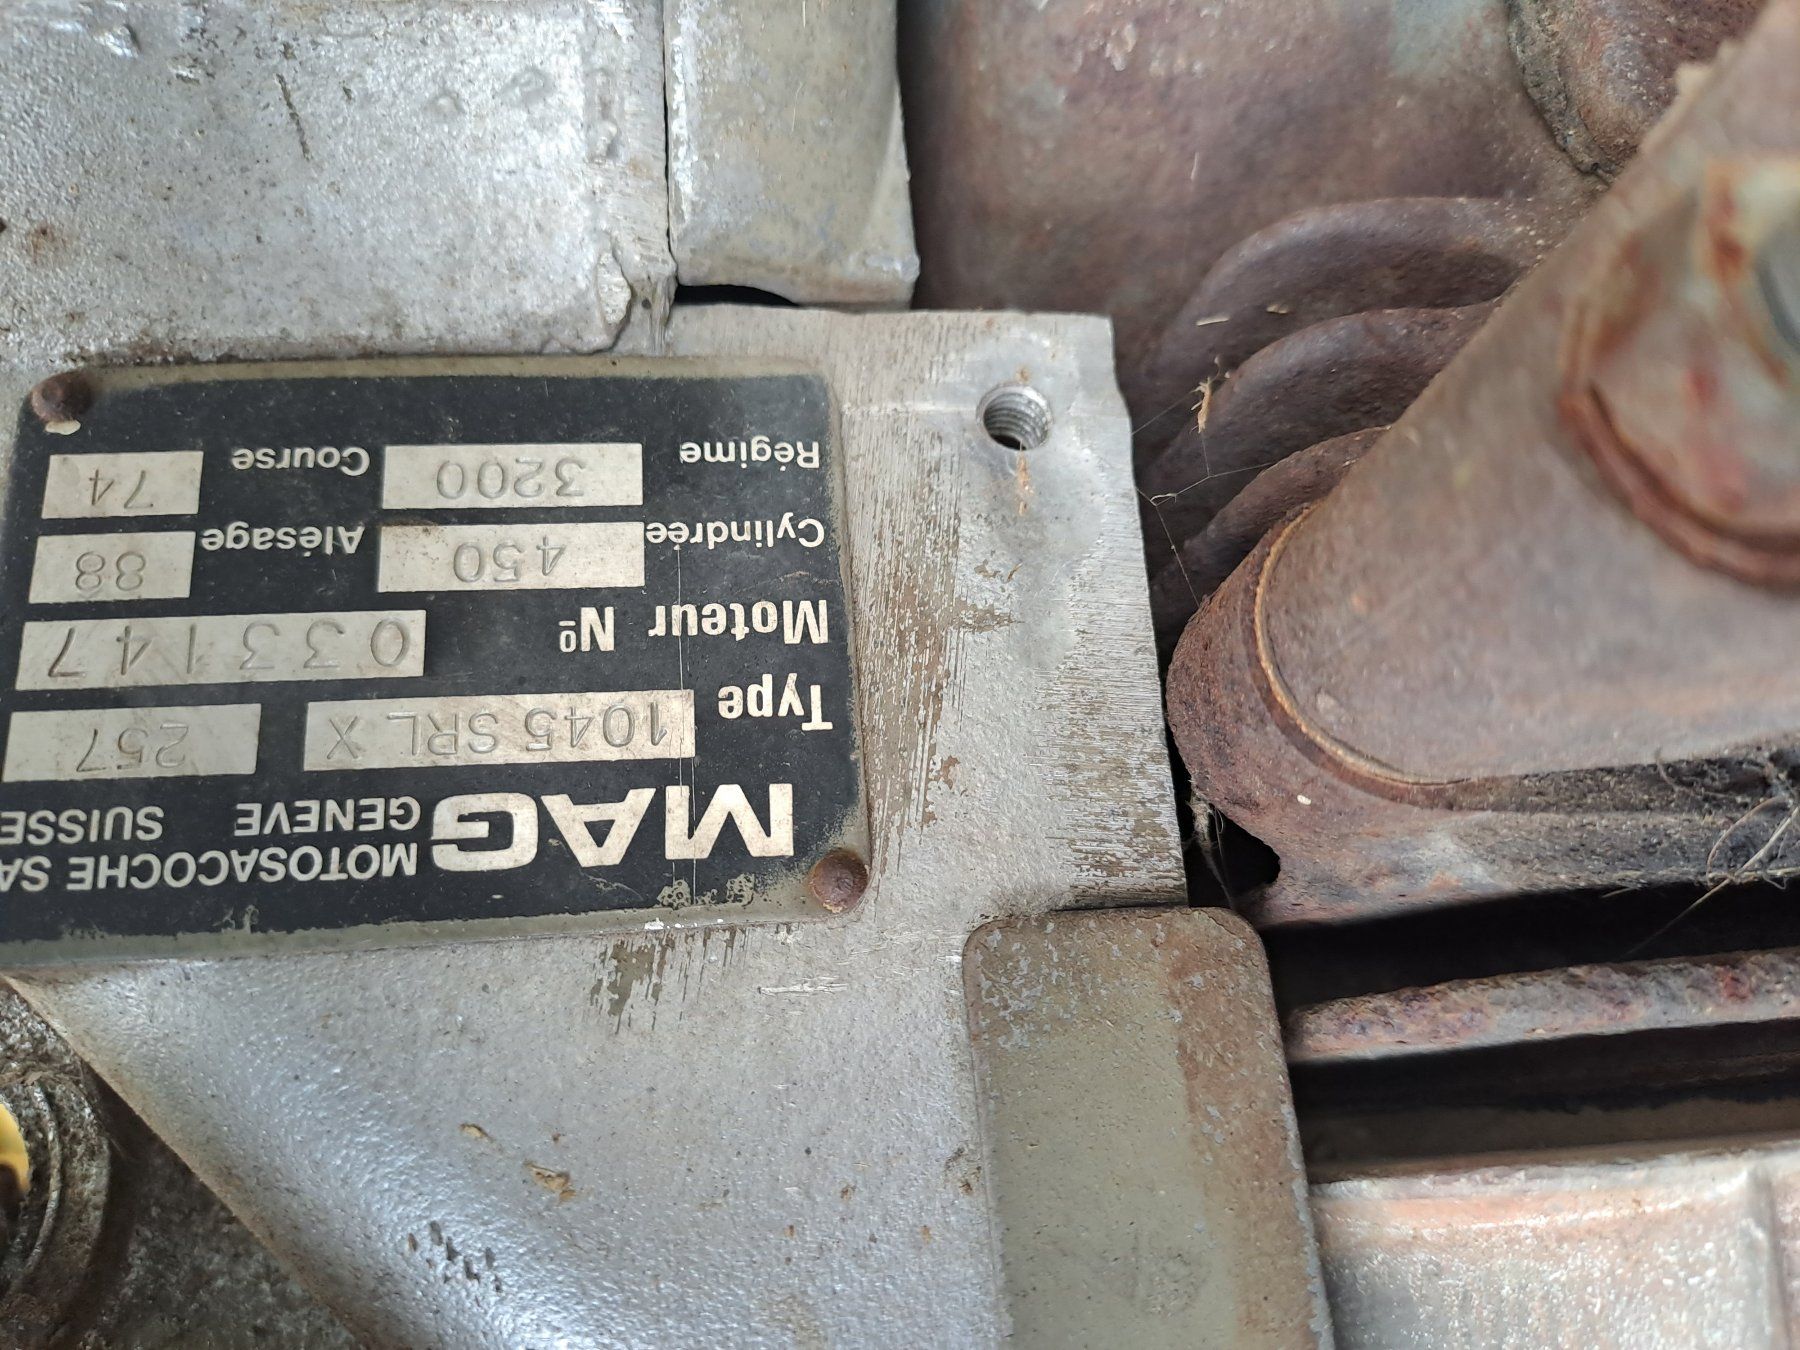 MAG MOTOSACOCHE SA
GENEVE SUISSE
Type 1045 SRL X 257
Moteur Nº 033147
Cylindrée 450 Alésage 88
Régime 3200 Course 74